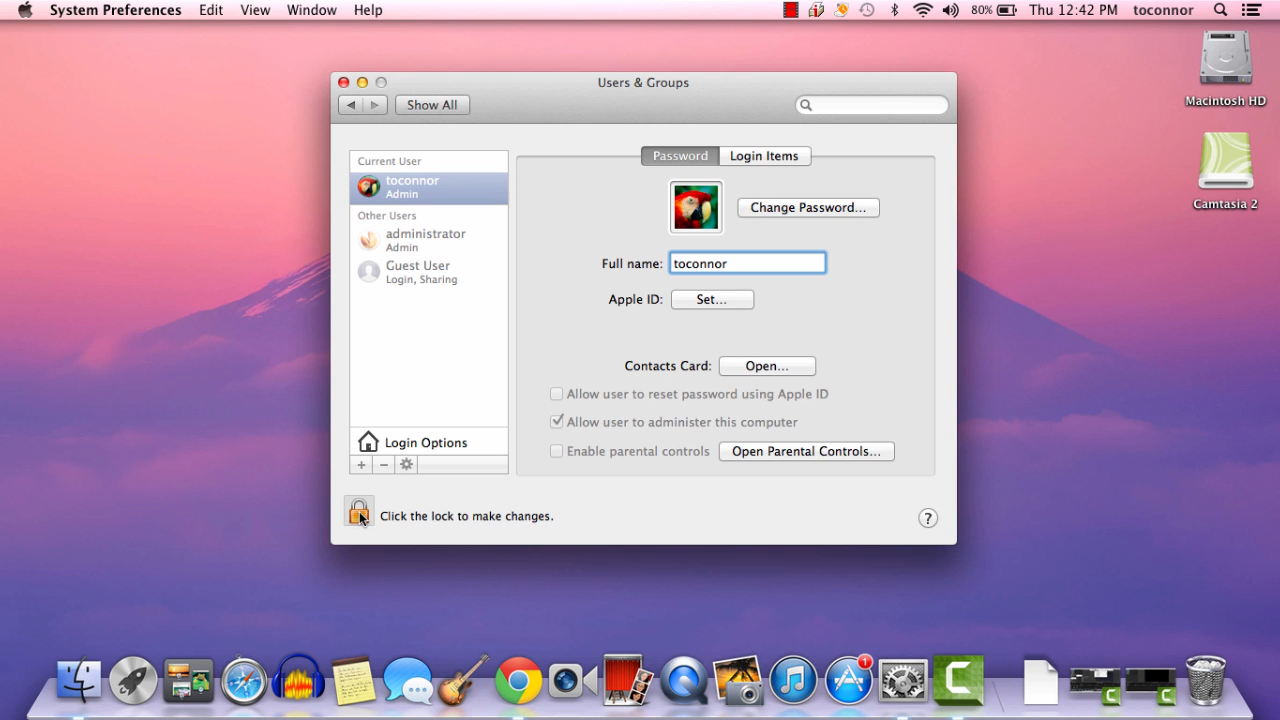 System Preferences Edit View Window Help 80% Thu 12:42 PM toconnor
Macintosh HD
Camtasia 2
Users & Groups
Show All
Password Login Items
Current User
toconnor
Admin
Other Users
administrator
Admin
Guest User
Login, Sharing
Login Options
+ −
Change Password...
Full name: toconnor
Apple ID: Set...
Contacts Card: Open...
Allow user to reset password using Apple ID
Allow user to administer this computer
Enable parental controls Open Parental Controls...
Click the lock to make changes. ?
1